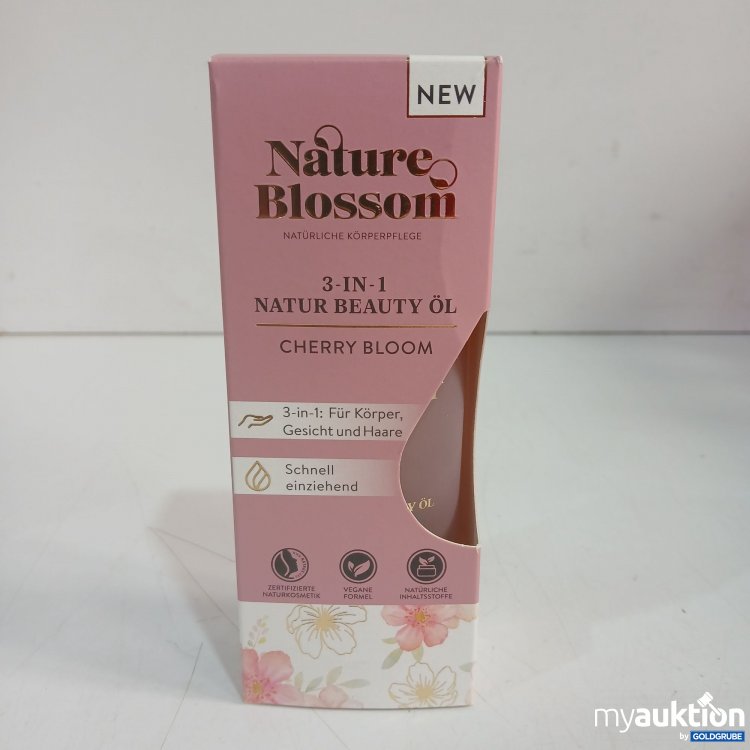 NEW
Nature
Blossom
NATÜRLICHE KÖRPERPFLEGE
3-IN-1
NATUR BEAUTY ÖL
CHERRY BLOOM
3-in-1: Für Körper,
Gesicht und Haare
Schnell
einziehend
Y ÖL
ZERTIFIZIERTE
NATURKOSMETIK
VEGANE
FORMEL
NATÜRLICHE
INHALTSSTOFFE
myauktion
by GOLDGRUBE